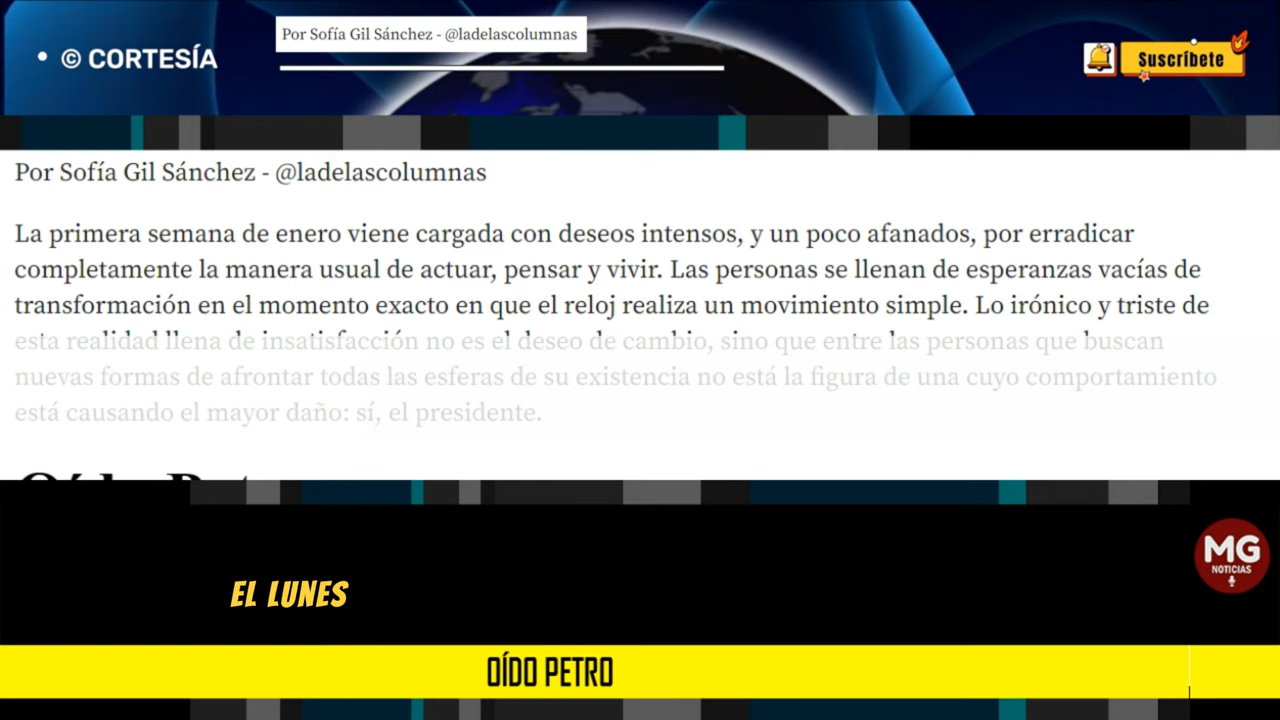 • © CORTESÍA
Por Sofía Gil Sánchez - @ladelascolumnas
Suscríbete
Por Sofía Gil Sánchez - @ladelascolumnas
La primera semana de enero viene cargada con deseos intensos, y un poco afanados, por erradicar
completamente la manera usual de actuar, pensar y vivir. Las personas se llenan de esperanzas vacías de
transformación en el momento exacto en que el reloj realiza un movimiento simple. Lo irónico y triste de
esta realidad llena de insatisfacción no es el deseo de cambio, sino que entre las personas que buscan
nuevas formas de afrontar todas las esferas de su existencia no está la figura de una cuyo comportamiento
está causando el mayor daño: sí, el presidente.
MG
NOTICIAS
EL LUNES
OÍDO PETRO